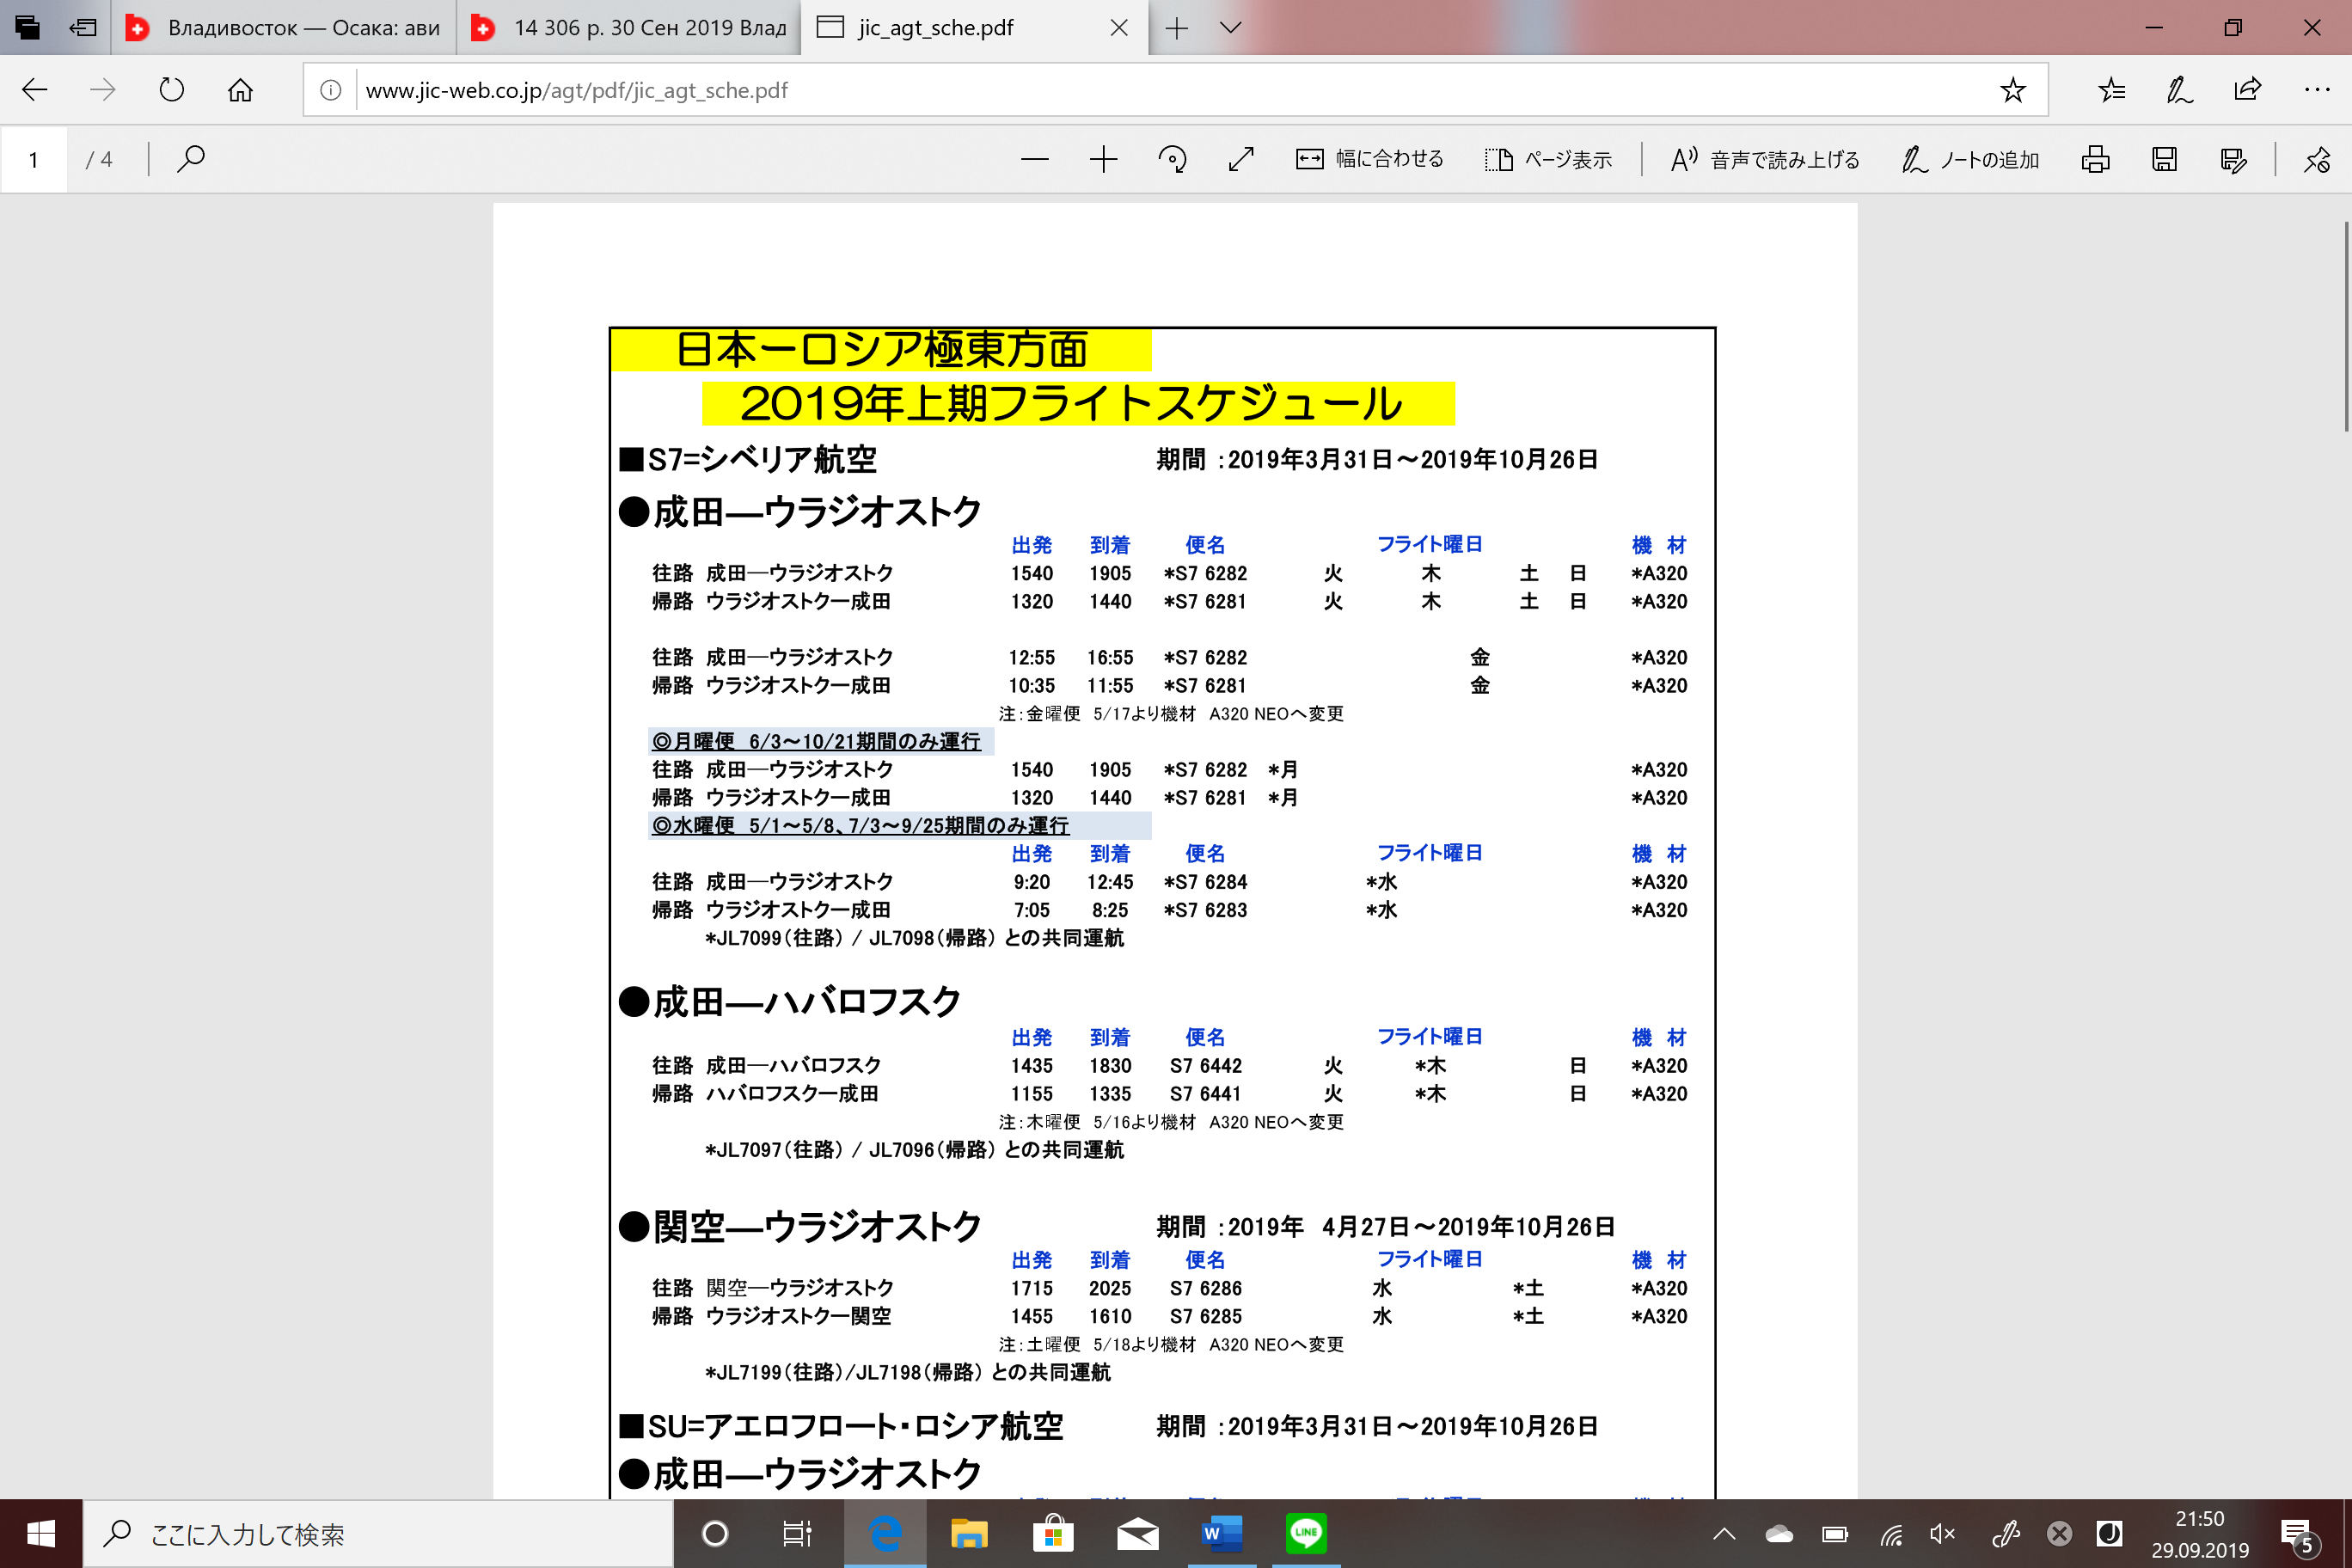 Владивосток — Osaka: ави
14 306 р. 30 Сен 2019 Влад
jic_agt_sche.pdf
www.jic-web.co.jp/agt/pdf/jic_agt_sche.pdf
1 / 4 幅に合わせる ページ表示 音声で読み上げる ノートの追加
日本ーロシア極東方面
2019年上期フライトスケジュール
■S7=シベリア航空 期間 :2019年3月31日～2019年10月26日
●成田―ウラジオストク
出発 到着 便名 フライト曜日 機 材
往路 成田―ウラジオストク 1540 1905 *S7 6282 火 木 土 日 *A320
帰路 ウラジオストクー成田 1320 1440 *S7 6281 火 木 土 日 *A320
往路 成田―ウラジオストク 12:55 16:55 *S7 6282 金 *A320
帰路 ウラジオストクー成田 10:35 11:55 *S7 6281 金 *A320
注:金曜便 5/17より機材 A320 NEOへ変更
◎月曜便 6/3～10/21期間のみ運行
往路 成田―ウラジオストク 1540 1905 *S7 6282 *月 *A320
帰路 ウラジオストクー成田 1320 1440 *S7 6281 *月 *A320
◎水曜便 5/1～5/8、7/3～9/25期間のみ運行
出発 到着 便名 フライト曜日 機 材
往路 成田―ウラジオストク 9:20 12:45 *S7 6284 *水 *A320
帰路 ウラジオストクー成田 7:05 8:25 *S7 6283 *水 *A320
*JL7099(往路) / JL7098(帰路) との共同運航
●成田―ハバロフスク
出発 到着 便名 フライト曜日 機 材
往路 成田―ハバロフスク 1435 1830 S7 6442 火 *木 日 *A320
帰路 ハバロフスクー成田 1155 1335 S7 6441 火 *木 日 *A320
注:木曜便 5/16より機材 A320 NEOへ変更
*JL7097(往路) / JL7096(帰路) との共同運航
●関空―ウラジオストク 期間 :2019年 4月27日～2019年10月26日
出発 到着 便名 フライト曜日 機 材
往路 関空―ウラジオストク 1715 2025 S7 6286 水 *土 *A320
帰路 ウラジオストクー関空 1455 1610 S7 6285 水 *土 *A320
注:土曜便 5/18より機材 A320 NEOへ変更
*JL7199(往路)/JL7198(帰路) との共同運航
■SU=アエロフロート・ロシア航空 期間 :2019年3月31日～2019年10月26日
●成田―ウラジオストク
ここに入力して検索
LINE
21:50
29.09.2019
5